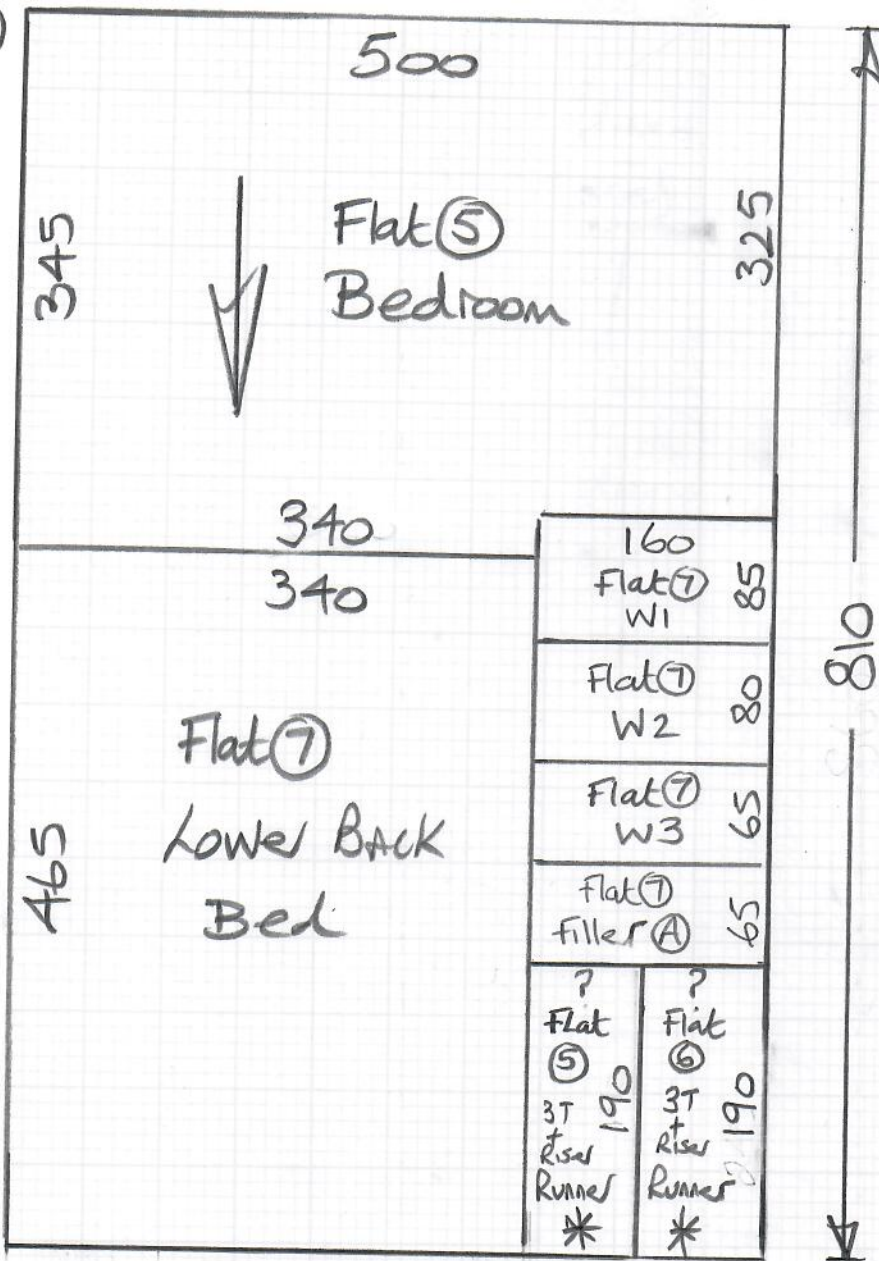 500
345
Flat ⑤
Bedroom
325
340
340
160
Flat ⑦
W1
85
Flat ⑦
W2
80
Flat ⑦
W3
65
Flat ⑦
filler Ⓐ
65
810
Flat ⑦
Lower BACK
Bed
465
?
Flat
⑤
190
3T
+
Riser
Runner
*
?
Flat
⑥
190
3T
+
Riser
Runner
*